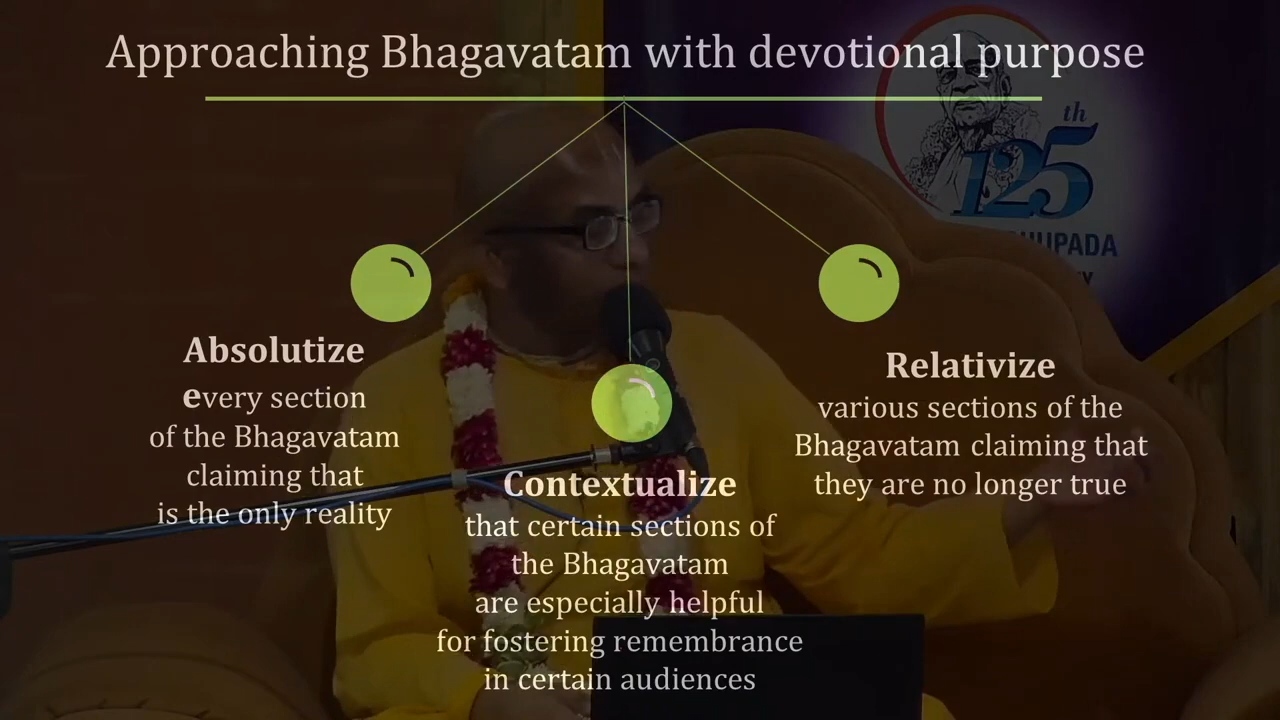 Approaching Bhagavatam with devotional purpose
th
125
Absolutize
every section
of the Bhagavatam
claiming that
is the only reality
Contextualize
that certain sections of
the Bhagavatam
are especially helpful
for fostering remembrance
in certain audiences
Relativize
various sections of the
Bhagavatam claiming that
they are no longer true